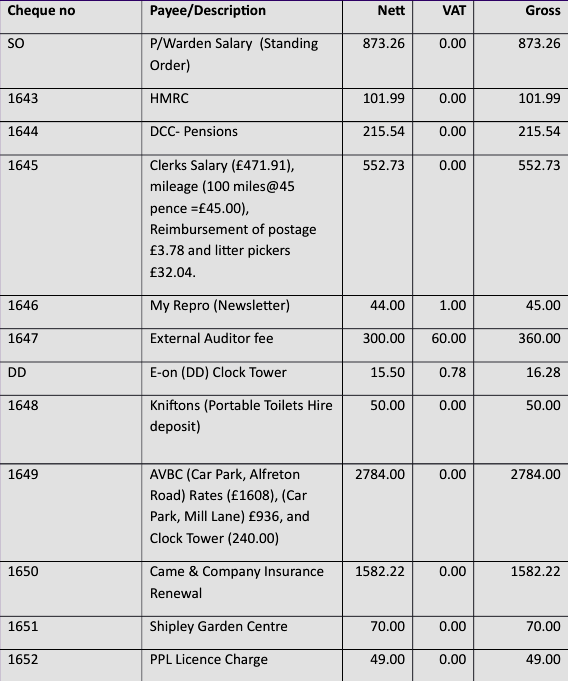 Cheque no Payee/Description Nett VAT Gross
SO P/Warden Salary (Standing 873.26 0.00 873.26
Order)
1643 HMRC 101.99 0.00 101.99
1644 DCC- Pensions 215.54 0.00 215.54
1645 Clerks Salary (£471.91), 552.73 0.00 552.73
mileage (100 miles@45
pence =£45.00),
Reimbursement of postage
£3.78 and litter pickers
£32.04.
1646 My Repro (Newsletter) 44.00 1.00 45.00
1647 External Auditor fee 300.00 60.00 360.00
DD E-on (DD) Clock Tower 15.50 0.78 16.28
1648 Kniftons (Portable Toilets Hire 50.00 0.00 50.00
deposit)
1649 AVBC (Car Park, Alfreton 2784.00 0.00 2784.00
Road) Rates (£1608), (Car
Park, Mill Lane) £936, and
Clock Tower (240.00)
1650 Came & Company Insurance 1582.22 0.00 1582.22
Renewal
1651 Shipley Garden Centre 70.00 0.00 70.00
1652 PPL Licence Charge 49.00 0.00 49.00